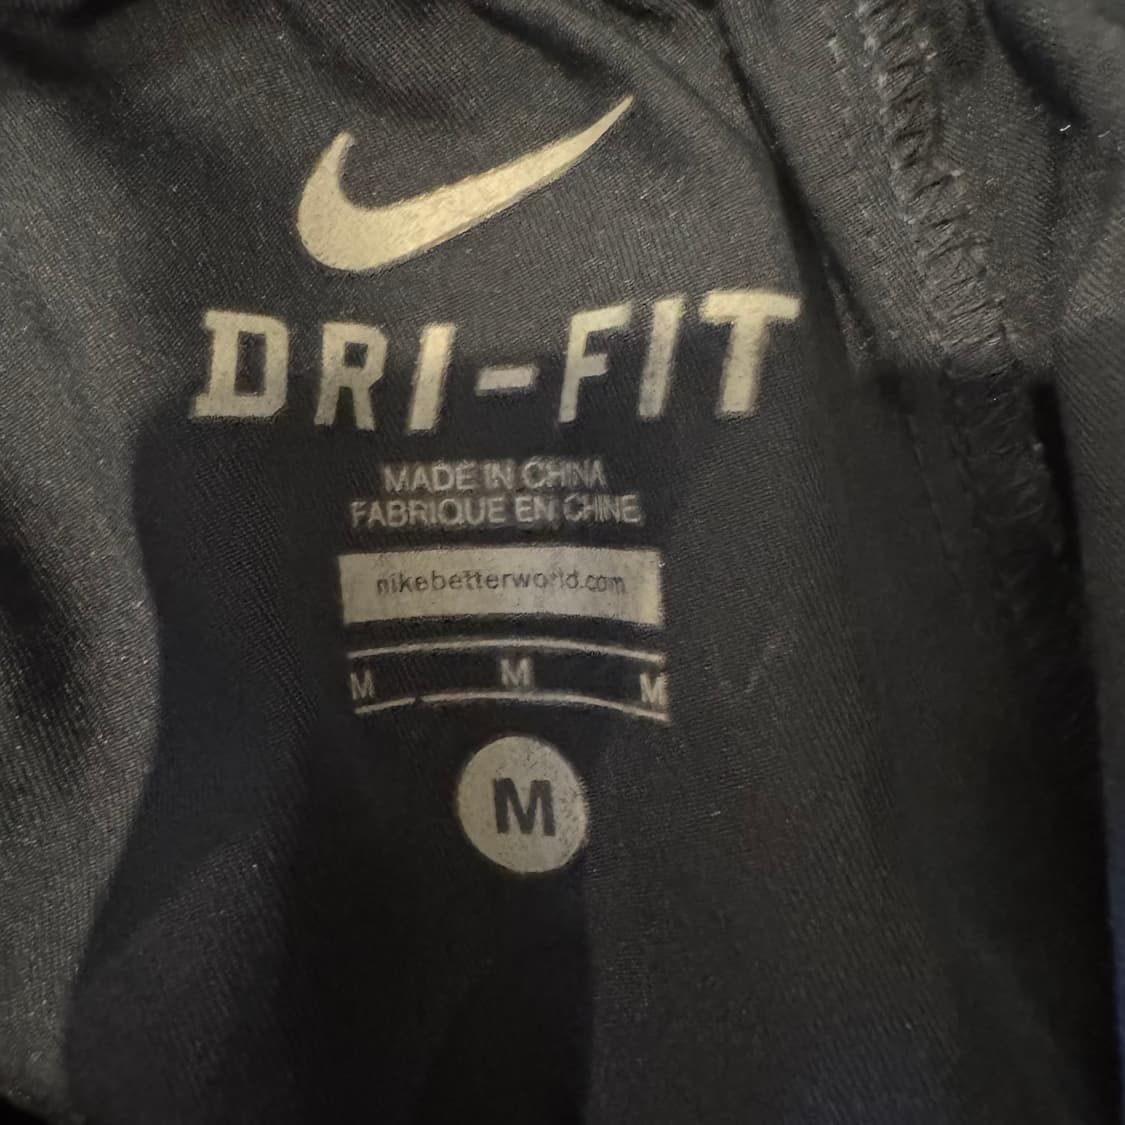 DRI-FIT
MADE IN CHINA
FABRIQUE EN CHINE
nikebetterworld.com
M M M
M